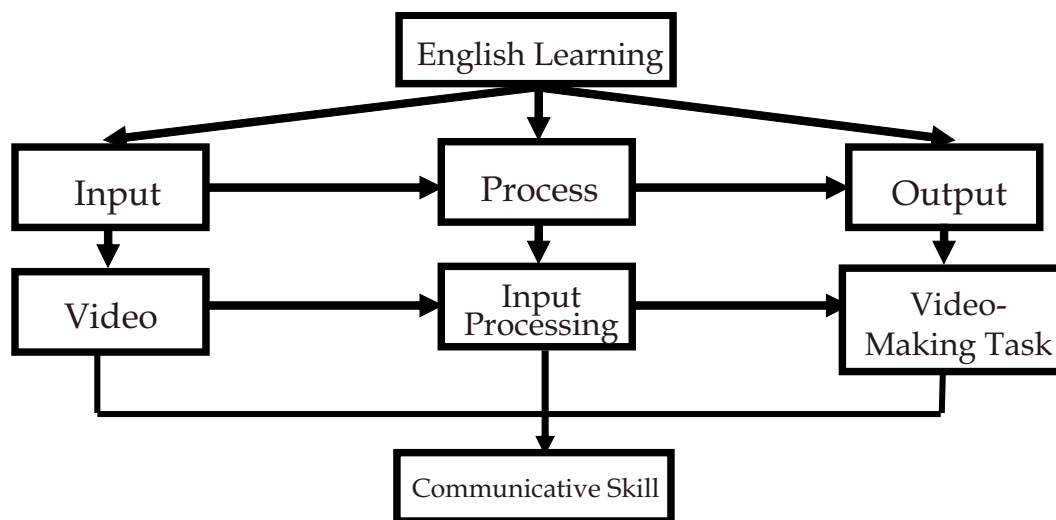 English Learning
Input
Process
Output
Video
Input
Processing
Video-
Making Task
Communicative Skill